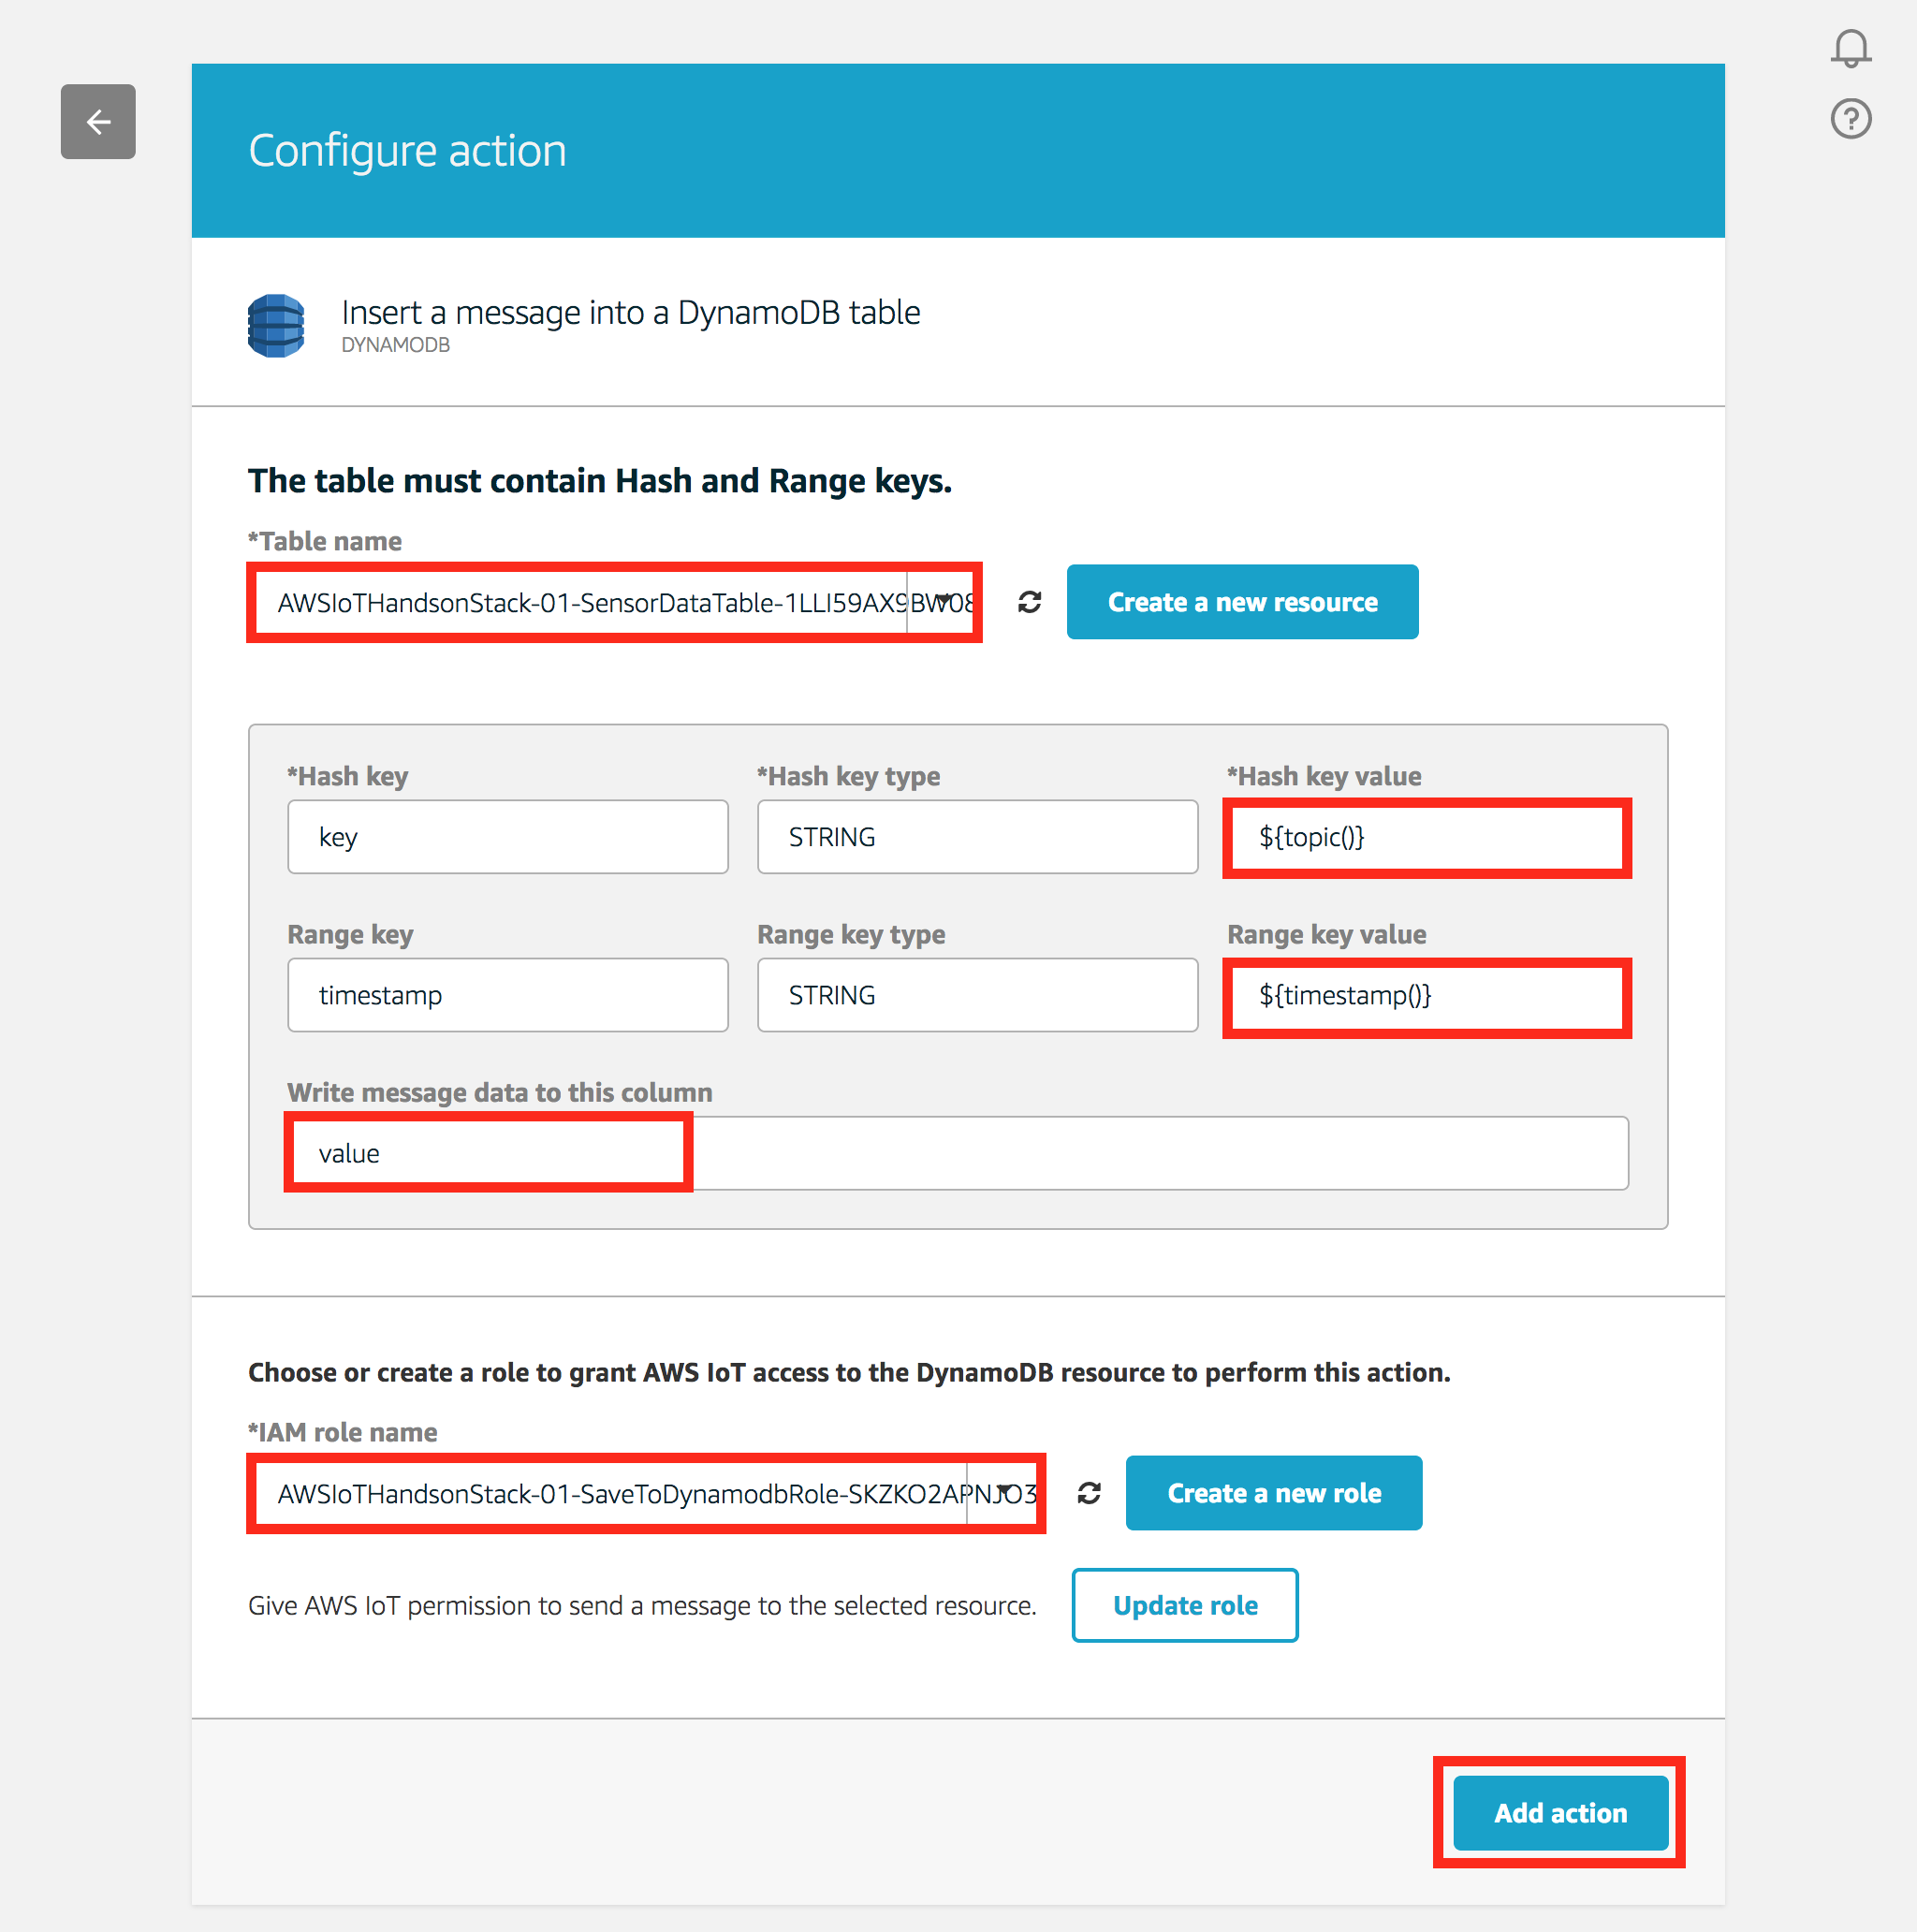 Configure action
Insert a message into a DynamoDB table
DYNAMODB
The table must contain Hash and Range keys.
*Table name
AWSIoTHandsonStack-01-SensorDataTable-1LLI59AX9BW08
Create a new resource
*Hash key *Hash key type *Hash key value
key STRING ${topic()}
Range key Range key type Range key value
timestamp STRING ${timestamp()}
Write message data to this column
value
Choose or create a role to grant AWS IoT access to the DynamoDB resource to perform this action.
*IAM role name
AWSIoTHandsonStack-01-SaveToDynamodbRole-SKZKO2APNJO3
Create a new role
Give AWS IoT permission to send a message to the selected resource. Update role
Add action